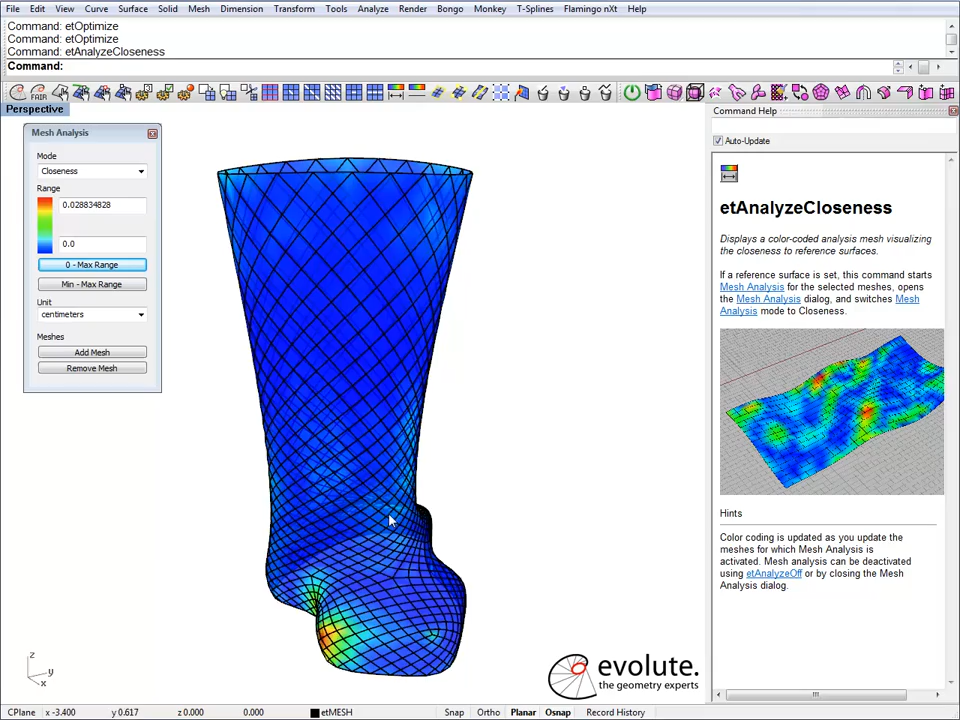 File Edit View Curve Surface Solid Mesh Dimension Transform Tools Analyze Render Bongo Monkey T-Splines Flamingo nXt Help
Command: etOptimize
Command: etOptimize
Command: etAnalyzeCloseness
Command:
FAIR
Perspective
Command Help
Mesh Analysis
Auto-Update
Mode
Closeness
Range
0.028834828
0.0
0 - Max Range
Min - Max Range
Unit
centimeters
Meshes
Add Mesh
Remove Mesh
etAnalyzeCloseness
Displays a color-coded analysis mesh visualizing
the closeness to reference surfaces.
If a reference surface is set, this command starts
Mesh Analysis for the selected meshes, opens
the Mesh Analysis dialog, and switches Mesh
Analysis mode to Closeness.
Hints
Color coding is updated as you update the
meshes for which Mesh Analysis is
activated. Mesh analysis can be deactivated
using etAnalyzeOff or by closing the Mesh
Analysis dialog.
z
y
x
evolute.
the geometry experts
CPlane x -3.400 y 0.617 z 0.000 0.000 etMESH Snap Ortho Planar Osnap Record History